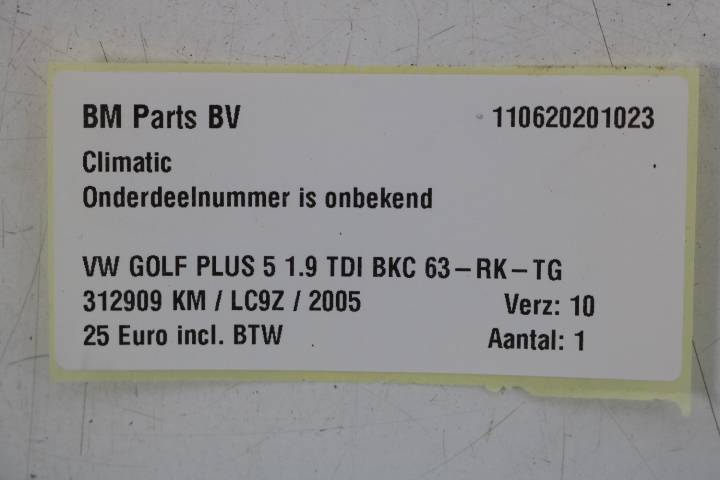 BM Parts BV 110620201023
Climatic
Onderdeelnummer is onbekend
VW GOLF PLUS 5 1.9 TDI BKC 63-RK-TG
312909 KM / LC9Z / 2005 Verz: 10
25 Euro incl. BTW Aantal: 1